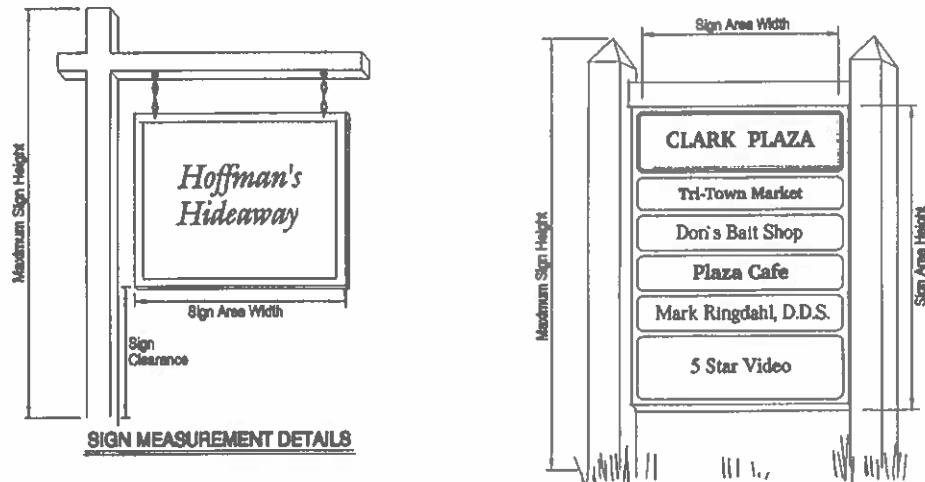 Maximum Sign Height
Hoffman's
Hideaway
Sign Area Width
Sign
Clearance
SIGN MEASUREMENT DETAILS
Sign Area Width
Maximum Sign Height
CLARK PLAZA
Tri-Town Market
Don's Bait Shop
Plaza Cafe
Mark Ringdahl, D.D.S.
5 Star Video
Sign Area Height